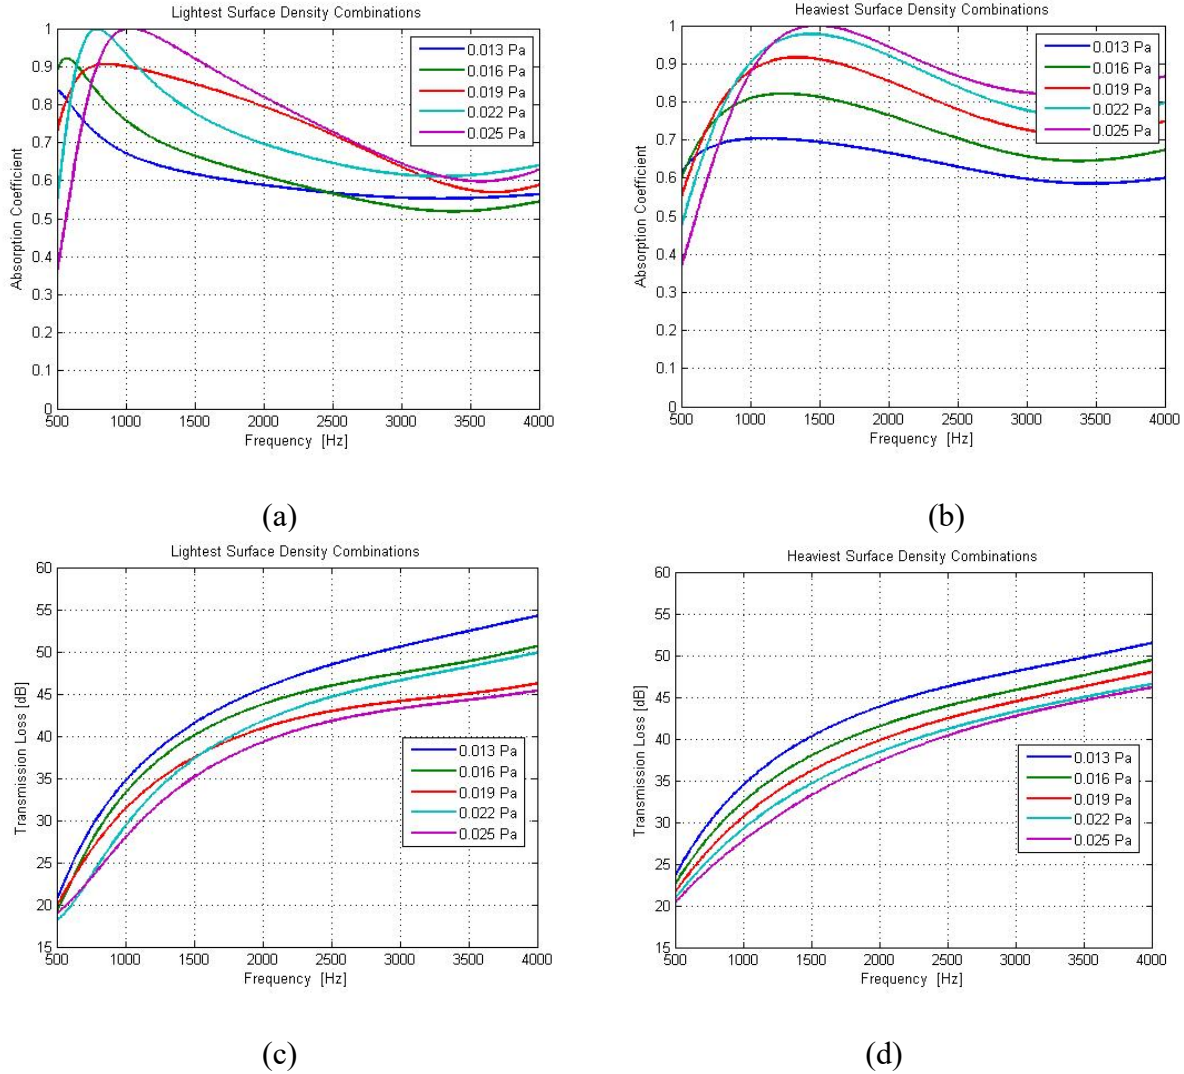 Lightest Surface Density Combinations
1
0.9
0.8
0.7
0.6
0.5
0.4
0.3
0.2
0.1
0
Absorption Coefficient
0.013 Pa
0.016 Pa
0.019 Pa
0.022 Pa
0.025 Pa
500 1000 1500 2000 2500 3000 3500 4000
Frequency [Hz]
(a)
Heaviest Surface Density Combinations
1
0.9
0.8
0.7
0.6
0.5
0.4
0.3
0.2
0.1
0
Absorption Coefficient
0.013 Pa
0.016 Pa
0.019 Pa
0.022 Pa
0.025 Pa
500 1000 1500 2000 2500 3000 3500 4000
Frequency [Hz]
(b)
Lightest Surface Density Combinations
60
55
50
45
40
35
30
25
20
15
Transmission Loss [dB]
0.013 Pa
0.016 Pa
0.019 Pa
0.022 Pa
0.025 Pa
500 1000 1500 2000 2500 3000 3500 4000
Frequency [Hz]
(c)
Heaviest Surface Density Combinations
60
55
50
45
40
35
30
25
20
15
Transmission Loss [dB]
0.013 Pa
0.016 Pa
0.019 Pa
0.022 Pa
0.025 Pa
500 1000 1500 2000 2500 3000 3500 4000
Frequency [Hz]
(d)